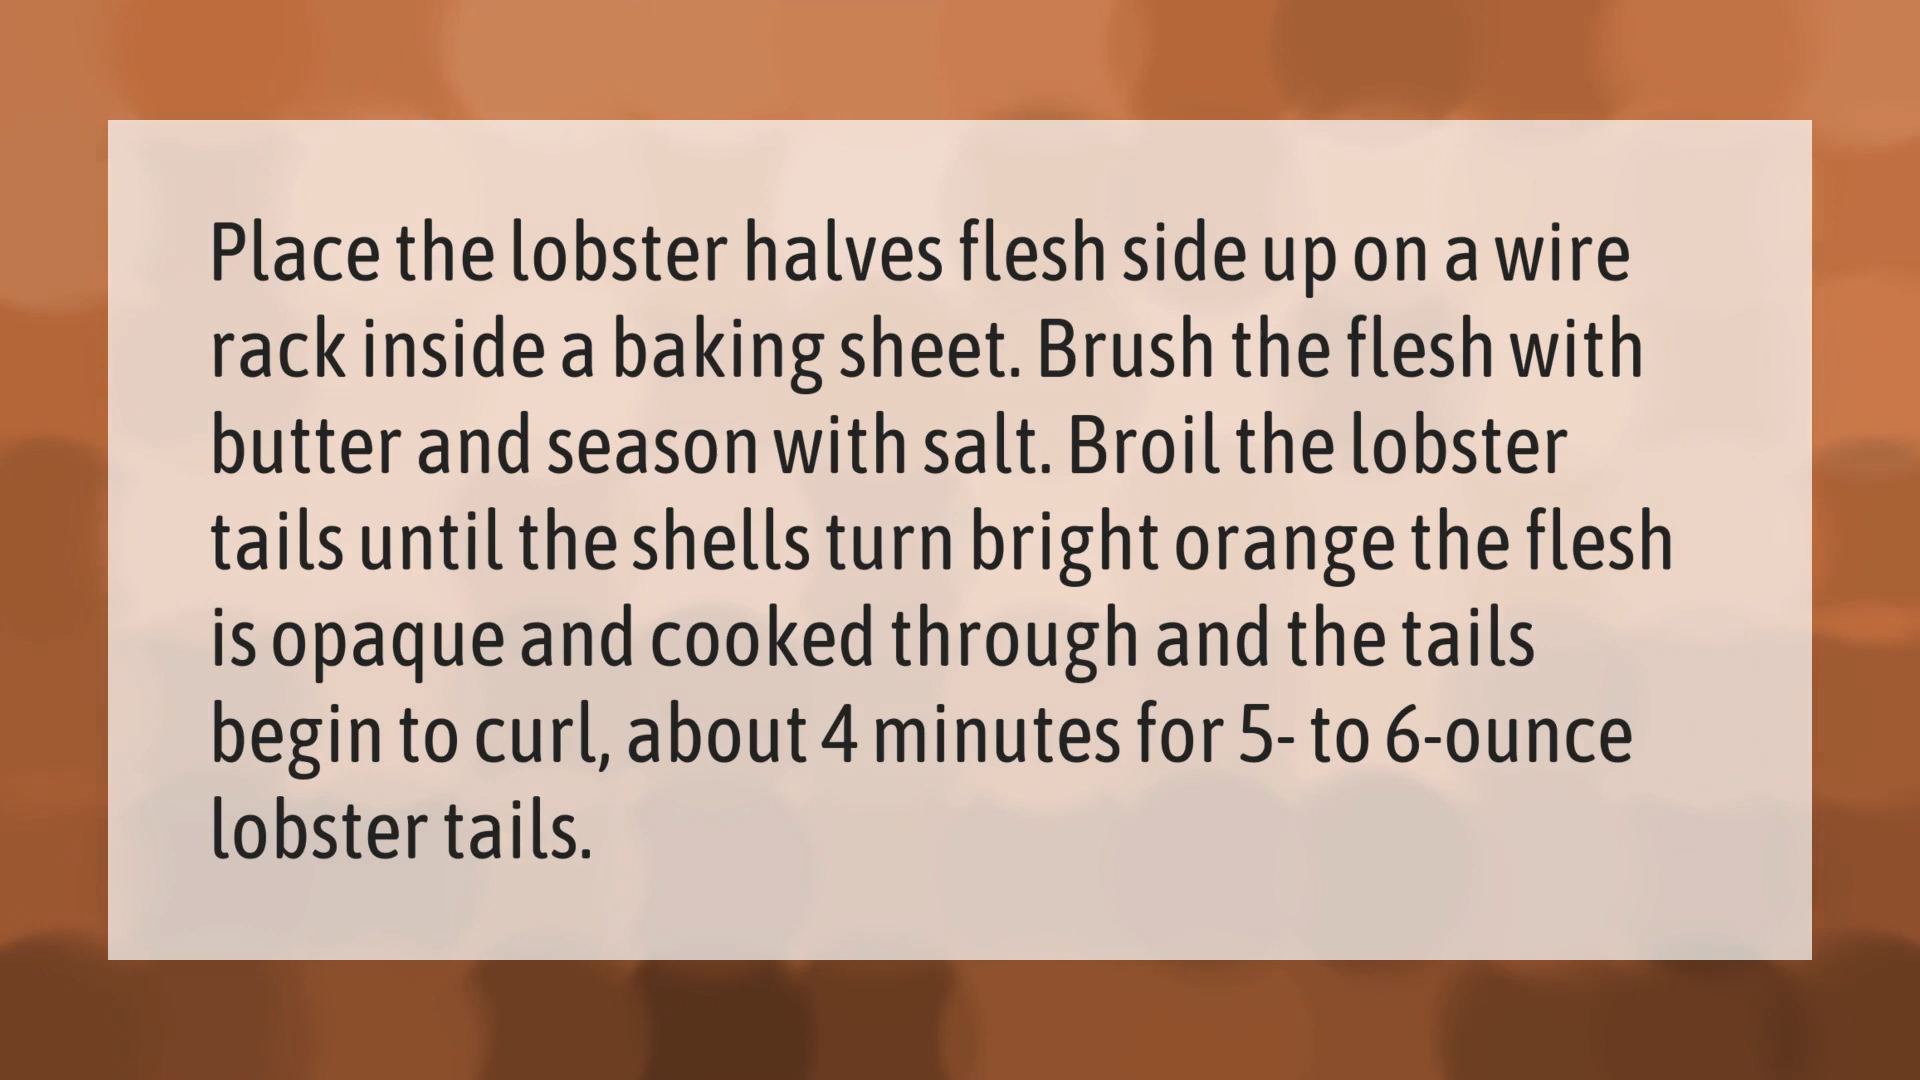 Place the lobster halves flesh side up on a wire
rack inside a baking sheet. Brush the flesh with
butter and season with salt. Broil the lobster
tails until the shells turn bright orange the flesh
is opaque and cooked through and the tails
begin to curl, about 4 minutes for 5- to 6-ounce
lobster tails.